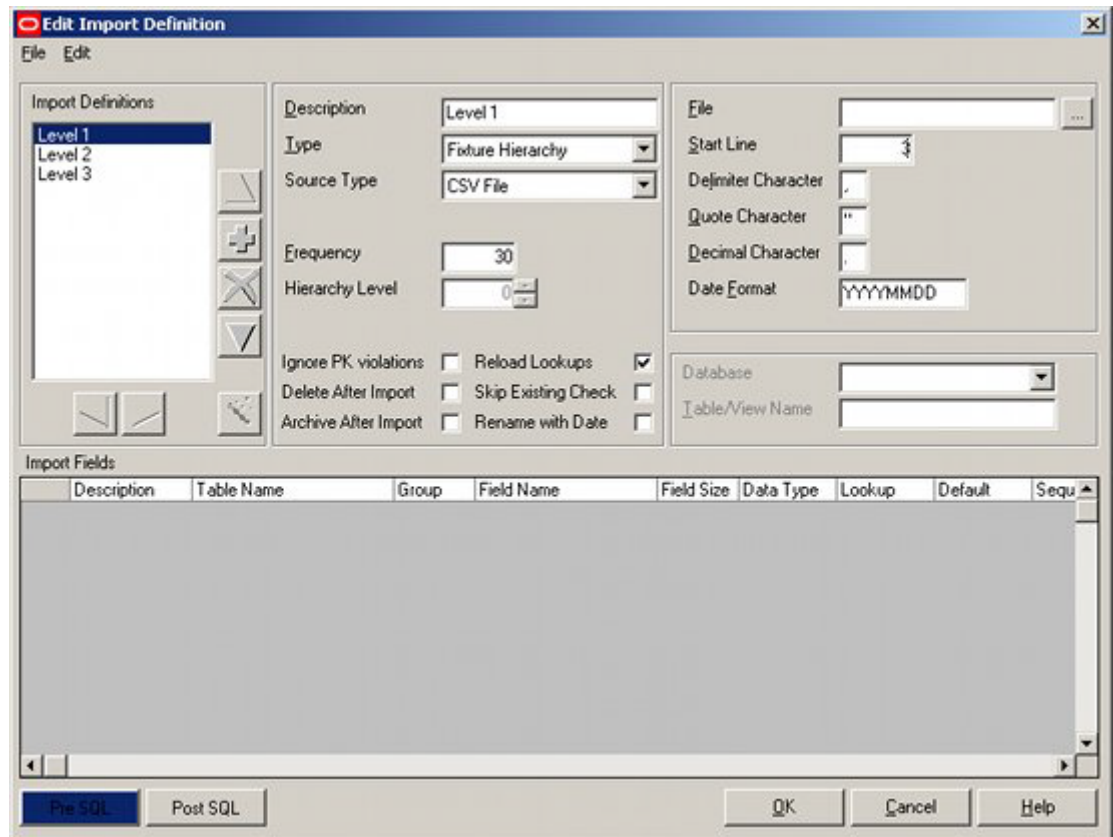 Edit Import Definition
File Edit
Import Definitions
Level 1
Level 2
Level 3
Description Level 1
Type Fixture Hierarchy
Source Type CSV File
Frequency 30
Hierarchy Level 0
Ignore PK violations Reload Lookups
Delete After Import Skip Existing Check
Archive After Import Rename with Date
File ...
Start Line 3
Delimiter Character ,
Quote Character "
Decimal Character .
Date Format YYYYMMDD
Database
Table/View Name
Import Fields
Description Table Name Group Field Name Field Size Data Type Lookup Default Sequ
Pre SQL Post SQL OK Cancel Help